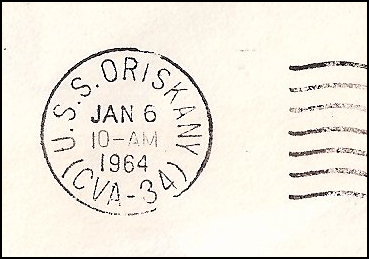 U.S.S. ORISKANY
JAN 6
10-AM
1964
(CVA-34)